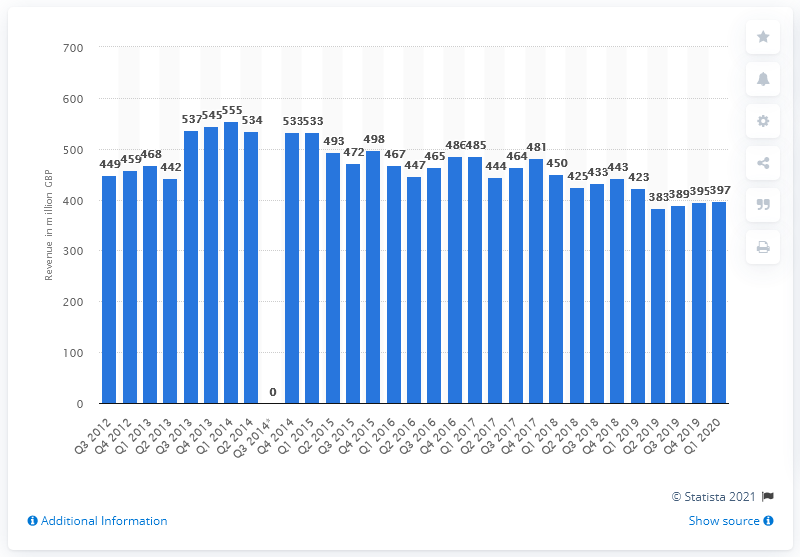 700
600
500
400
300
200
100
0
Revenue in million GBP
449
459
468
442
537
545
555
534
0
533
533
493
472
498
467
447
465
486
485
444
464
481
450
425
433
443
423
383
389
395
397
Q3 2012
Q4 2012
Q1 2013
Q2 2013
Q3 2013
Q4 2013
Q1 2014
Q2 2014
Q3 2014*
Q4 2014
Q1 2015
Q2 2015
Q3 2015
Q4 2015
Q1 2016
Q2 2016
Q3 2016
Q4 2016
Q1 2017
Q2 2017
Q3 2017
Q4 2017
Q1 2018
Q2 2018
Q3 2018
Q4 2018
Q1 2019
Q2 2019
Q3 2019
Q4 2019
Q1 2020
© Statista 2021
Additional Information
Show source